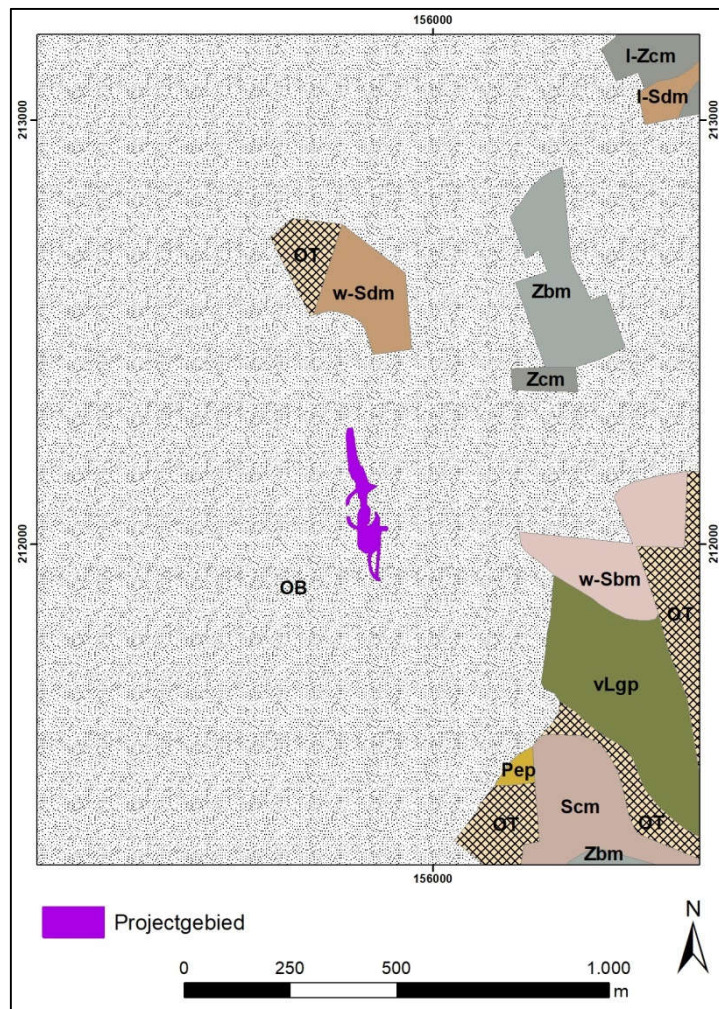 156000
l-Zcm
l-Sdm
213000
213000
OT
w-Sdm
Zbm
Zcm
212000
212000
w-Sbm
OB
OT
vLgp
Pep
Scm
OT
OT
Zbm
156000
Projectgebied
N
0 250 500 1.000
m